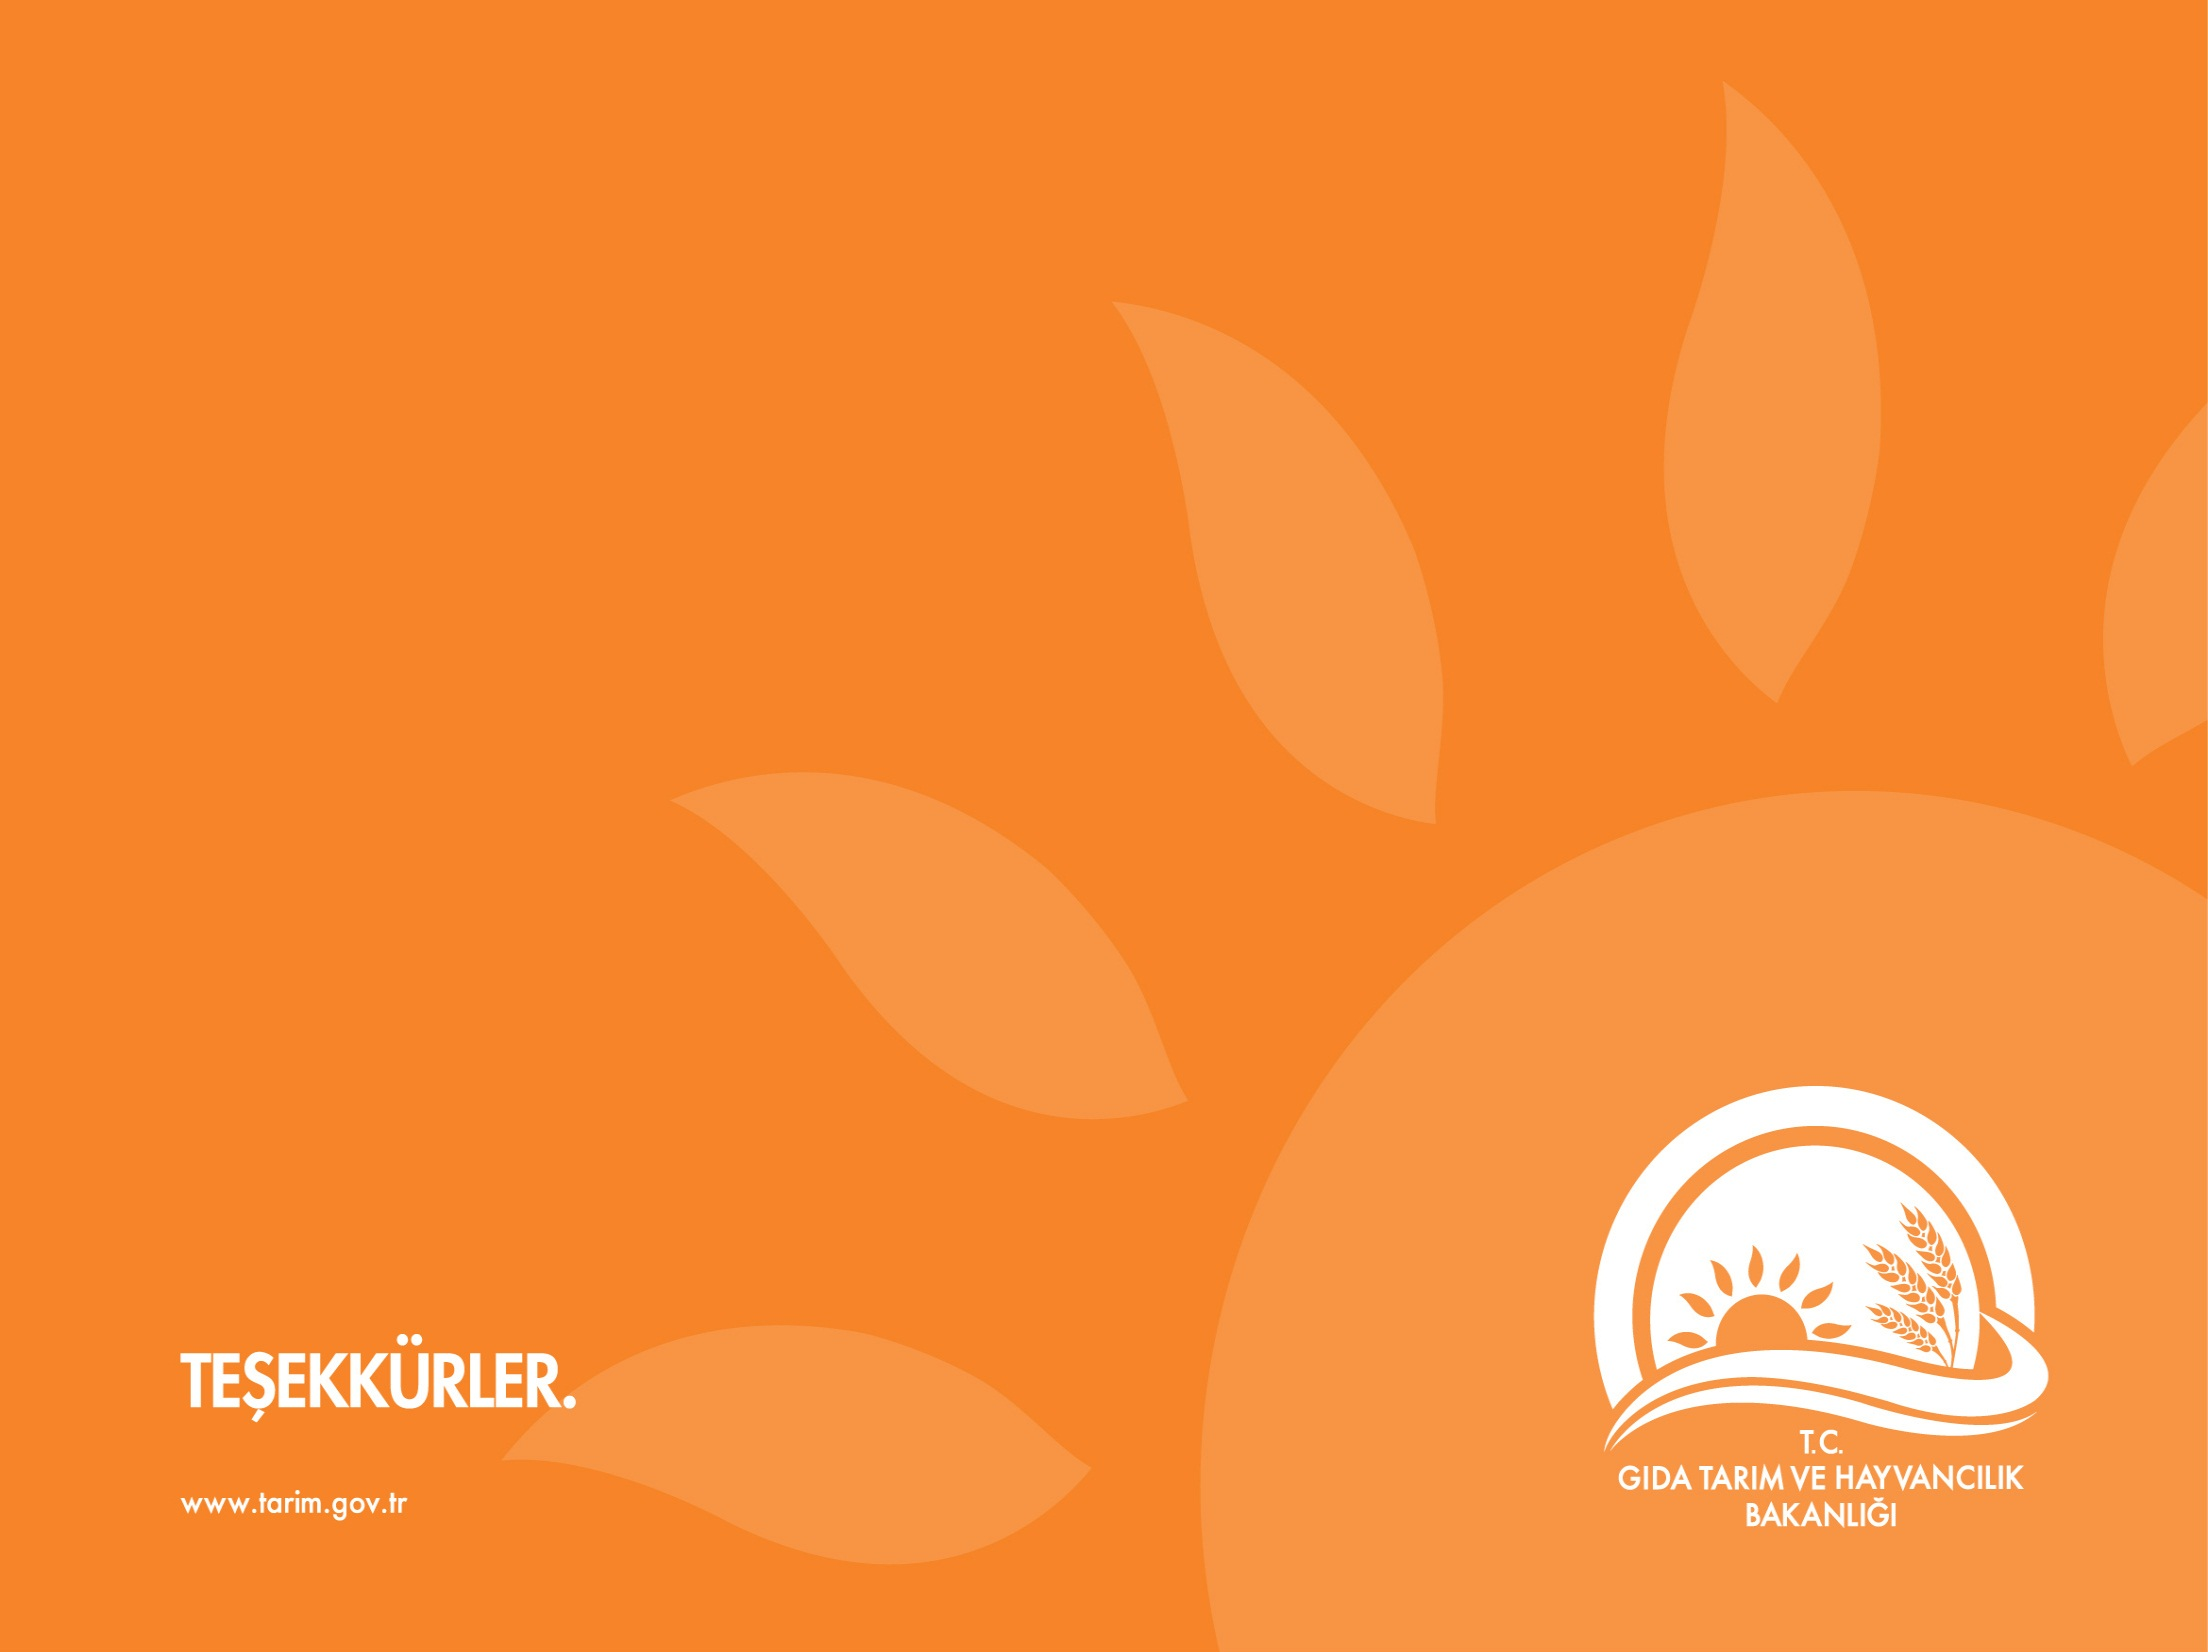 TEŞEKKÜRLER.
www.tarim.gov.tr
T.C.
GIDA TARIM VE HAYVANCILIK
BAKANLIĞI